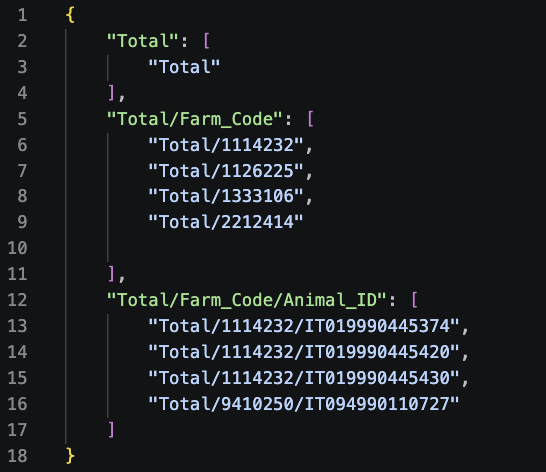 1 {
2 "Total": [
3 "Total"
4 ],
5 "Total/Farm_Code": [
6 "Total/1114232",
7 "Total/1126225",
8 "Total/1333106",
9 "Total/2212414"
10
11 ],
12 "Total/Farm_Code/Animal_ID": [
13 "Total/1114232/IT019990445374",
14 "Total/1114232/IT019990445420",
15 "Total/1114232/IT019990445430",
16 "Total/9410250/IT094990110727"
17 ]
18 }